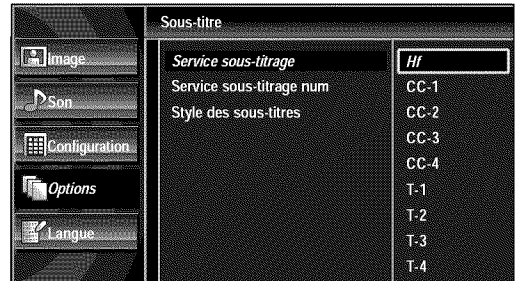 Sous-titre
Image
Son
Configuration
Options
Langue
Service sous-titrage
Service sous-titrage num
Style des sous-titres
Hf
CC-1
CC-2
CC-3
CC-4
T-1
T-2
T-3
T-4